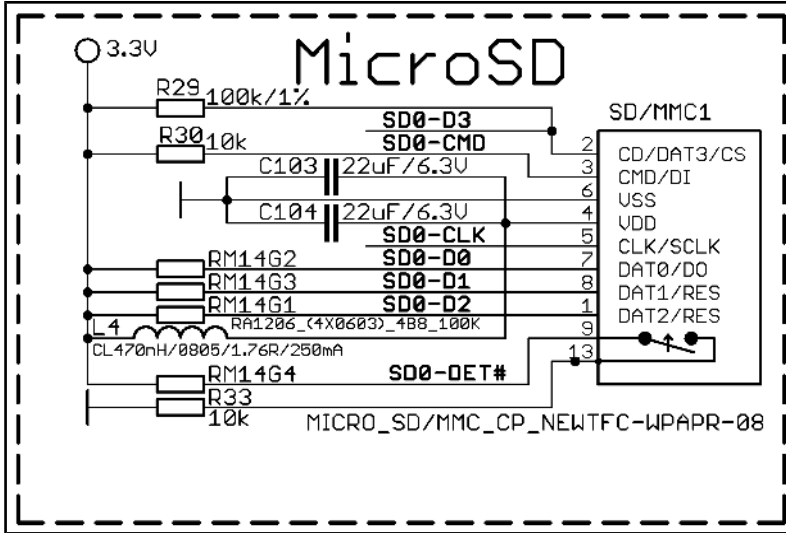 3.3V
MicroSD
R29 100k/1%
SD/MMC1
SD0-D3
R30 10k
SD0-CMD
2
CD/DAT3/CS
C103 22uF/6.3V
3
CMD/DI
6
VSS
C104 22uF/6.3V
4
VDD
SD0-CLK
5
CLK/SCLK
RM14G2
SD0-D0
7
DAT0/DO
RM14G3
SD0-D1
8
DAT1/RES
RM14G1
SD0-D2
1
DAT2/RES
L4
RA1206_(4X0603)_4B8_100K
9
CL470nH/0805/1.76R/250mA
13
RM14G4
SD0-DET#
R33
10k
MICRO_SD/MMC_CP_NEWTFC-WPAPR-08